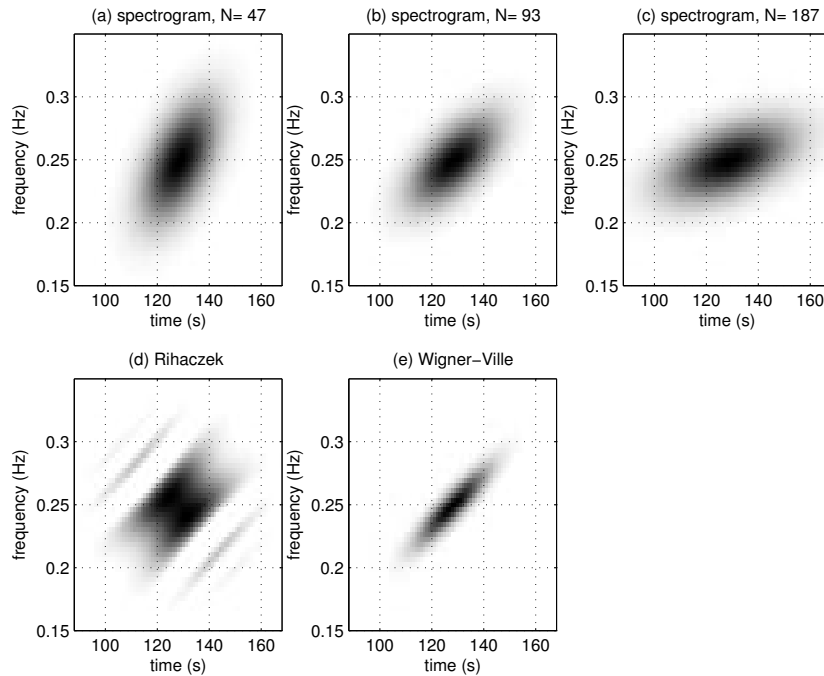 (a) spectrogram, N= 47
(b) spectrogram, N= 93
(c) spectrogram, N= 187
frequency (Hz)
0.3
0.25
0.2
0.15
100 120 140 160
time (s)
frequency (Hz)
0.3
0.25
0.2
0.15
100 120 140 160
time (s)
frequency (Hz)
0.3
0.25
0.2
0.15
100 120 140 160
time (s)
(d) Rihaczek
(e) Wigner−Ville
frequency (Hz)
0.3
0.25
0.2
0.15
100 120 140 160
time (s)
frequency (Hz)
0.3
0.25
0.2
0.15
100 120 140 160
time (s)